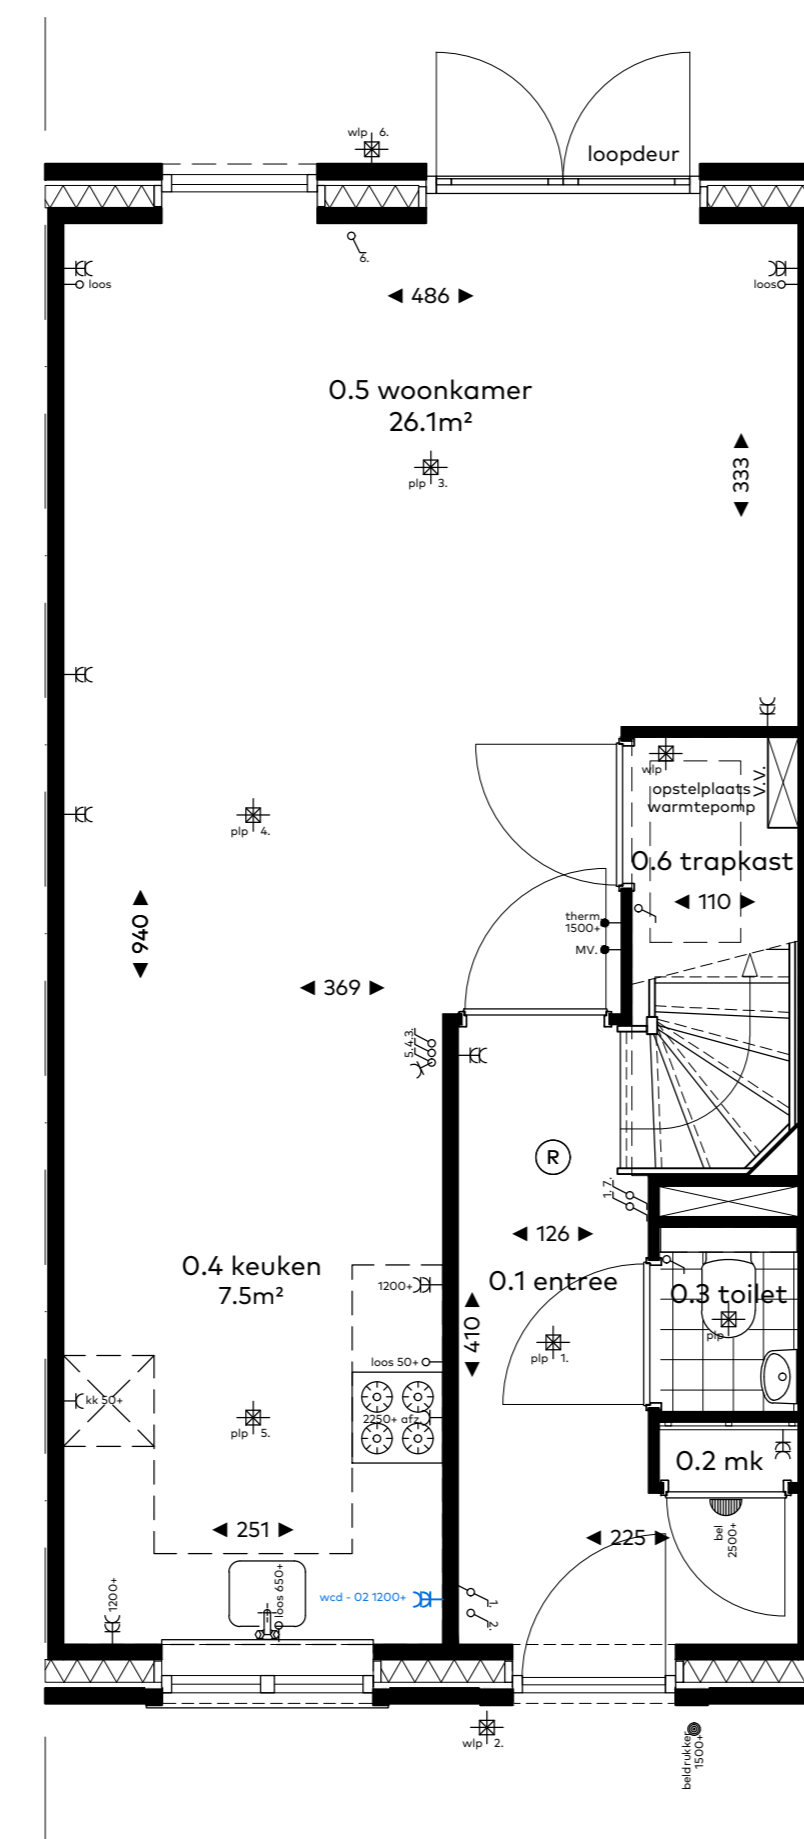 wlp 6.
loopdeur
6.
loos
loos
◄ 486 ►
0.5 woonkamer
26.1m²
plp 3.
◄ 333 ►
wlp
V.V.
opstelplaats
warmtepomp
plp 4.
0.6 trapkast
◄ 110 ►
therm.
1500+
MV.
◄ 940 ►
◄ 369 ►
5.4.3.
R
1.7.
◄ 126 ►
0.4 keuken
7.5m²
1200+
0.1 entree
0.3 toilet
plp
◄ 410 ►
plp 1.
loos 50+
kk 50+
2250+ afz.
plp 5.
0.2 mk
bel
2500+
◄ 251 ►
◄ 225 ►
1200+
loos 650+
wcd - 02 1200+
1.
2.
wlp 2.
beldrukker
1500+